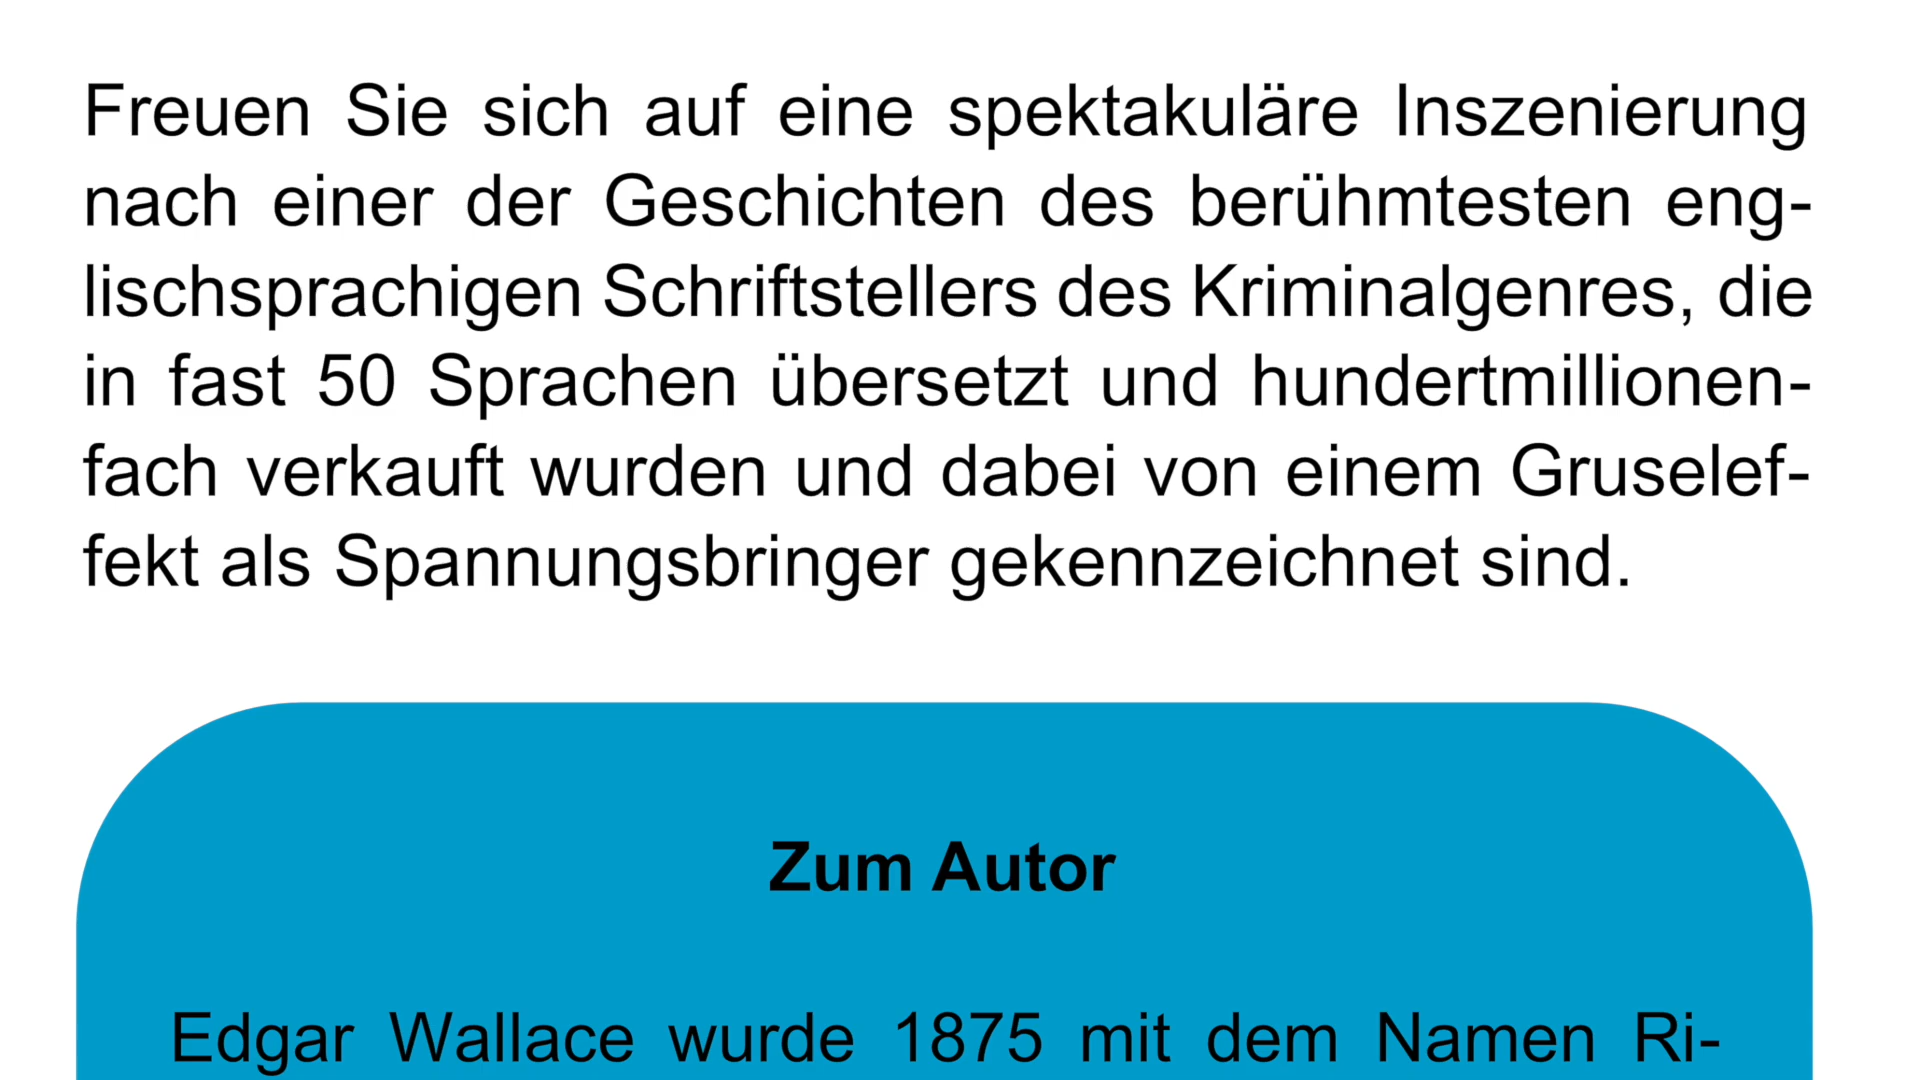 Freuen Sie sich auf eine spektakuläre Inszenierung
nach einer der Geschichten des berühmtesten eng-
lischsprachigen Schriftstellers des Kriminalgenres, die
in fast 50 Sprachen übersetzt und hundertmillionen-
fach verkauft wurden und dabei von einem Gruselef-
fekt als Spannungsbringer gekennzeichnet sind.
Zum Autor
Edgar Wallace wurde 1875 mit dem Namen Ri-